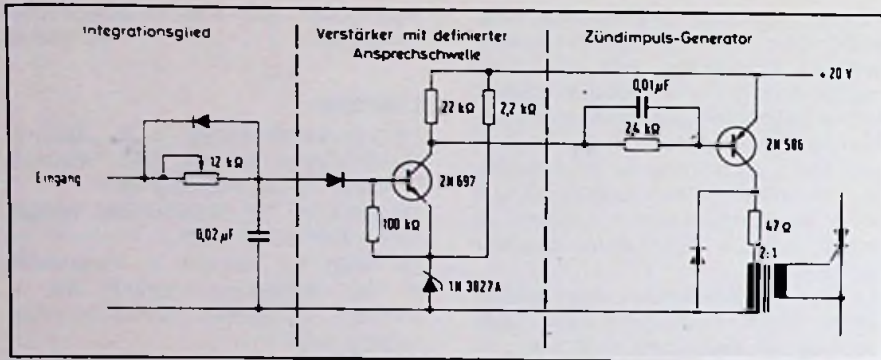 Integrationsglied
Verstärker mit definierter
Ansprechschwelle
Zündimpuls-Generator
+ 20 V
0,01 µF
22 kΩ
2,2 kΩ
2,4 kΩ
2N 586
12 kΩ
Eingang
2N 697
100 kΩ
47 Ω
0,02 µF
2:1
1N 3027A